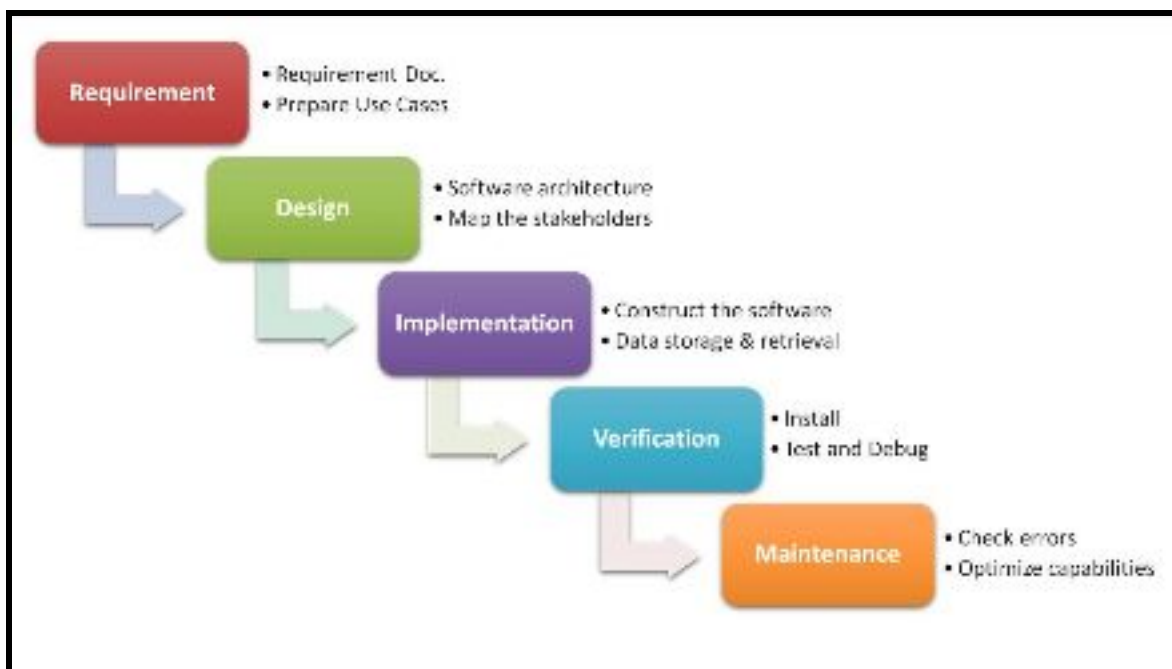 Requirement
• Requirement Doc.
• Prepare Use Cases
Design
• Software architecture
• Map the stakeholders
Implementation
• Construct the software
• Data storage & retrieval
Verification
• Install
• Test and Debug
Maintenance
• Check errors
• Optimize capabilities